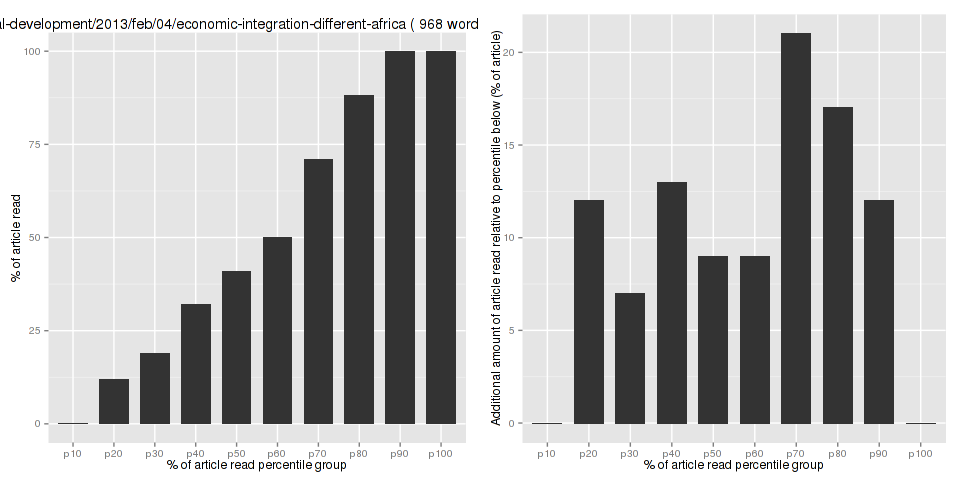 al-development/2013/feb/04/economic-integration-different-africa ( 968 word
100
75
50
25
0
% of article read
p10 p20 p30 p40 p50 p60 p70 p80 p90 p100
% of article read percentile group
20
15
10
5
0
Additional amount of article read relative to percentile below (% of article)
p10 p20 p30 p40 p50 p60 p70 p80 p90 p100
% of article read percentile group